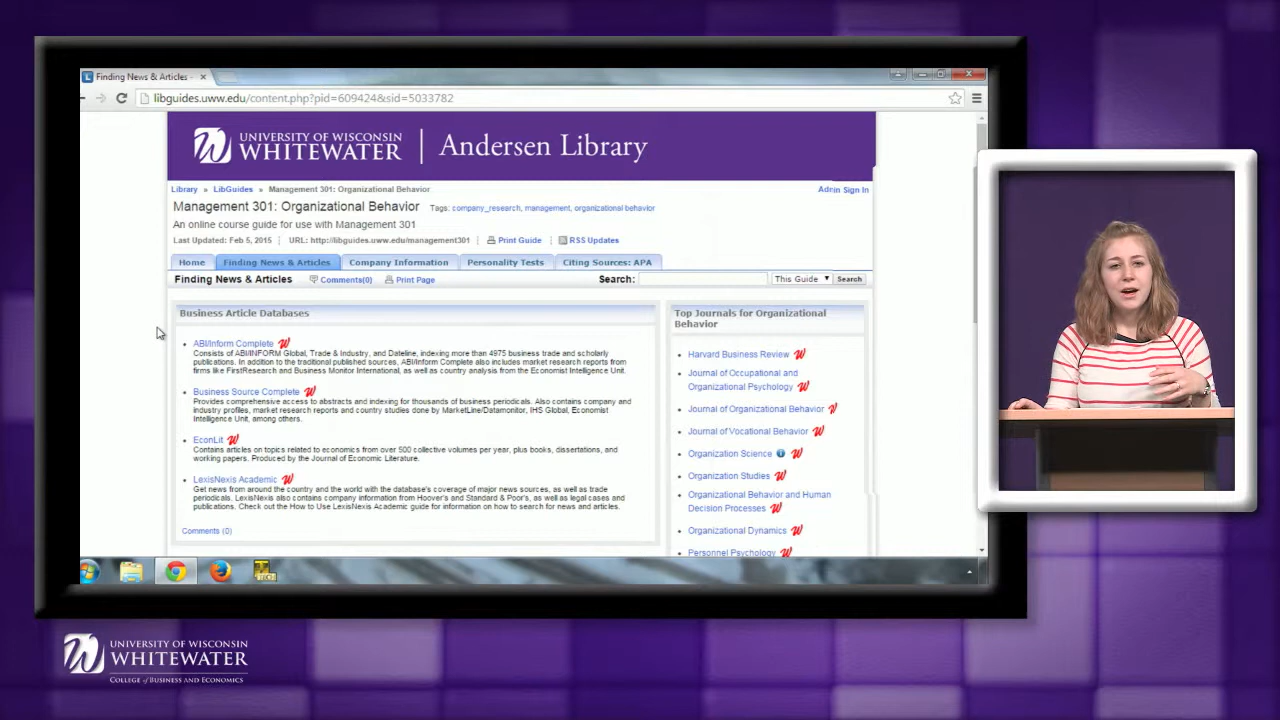 Finding News & Articles -
libguides.uww.edu/content.php?pid=609424&sid=5033782
UNIVERSITY OF WISCONSIN
WHITEWATER
Andersen Library
Library » LibGuides » Management 301: Organizational Behavior
Admin Sign In
Management 301: Organizational Behavior Tags: company_research, management, organizational behavior
An online course guide for use with Management 301
Last Updated: Feb 5, 2015 URL: http://libguides.uww.edu/management301 Print Guide RSS Updates
Home Finding News & Articles Company Information Personality Tests Citing Sources: APA
Finding News & Articles Comments(0) Print Page Search: This Guide Search
Business Article Databases
ABI/Inform Complete
Consists of ABI/INFORM Global, Trade & Industry, and Dateline, indexing more than 4975 business trade and scholarly
publications. In addition to the traditional published sources, ABI/Inform Complete also includes market research reports from
firms like FirstResearch and Business Monitor International, as well as country analysis from the Economist Intelligence Unit.
Business Source Complete
Provides comprehensive access to abstracts and indexing for thousands of business periodicals. Also contains company and
industry profiles, market research reports and country studies done by MarketLine/Datamonitor, IHS Global, Economist
Intelligence Unit, among others.
EconLit
Contains articles on topics related to economics from over 500 collective volumes per year, plus books, dissertations, and
working papers. Produced by the Journal of Economic Literature.
LexisNexis Academic
Get news from around the country and the world with the database's coverage of major news sources, as well as trade
periodicals. LexisNexis also contains company information from Hoover's and Standard & Poor's, as well as legal cases and
publications. Check out the How to Use LexisNexis Academic guide for information on how to search for news and articles.
Comments (0)
Top Journals for Organizational
Behavior
Harvard Business Review
Journal of Occupational and
Organizational Psychology
Journal of Organizational Behavior
Journal of Vocational Behavior
Organization Science
Organization Studies
Organizational Behavior and Human
Decision Processes
Organizational Dynamics
Personnel Psychology
UNIVERSITY OF WISCONSIN
WHITEWATER
COLLEGE of BUSINESS AND ECONOMICS